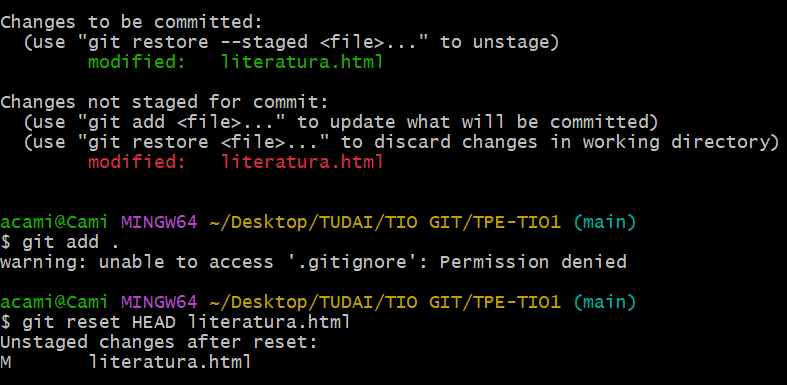 Changes to be committed:
  (use "git restore --staged <file>..." to unstage)
        modified:   literatura.html

Changes not staged for commit:
  (use "git add <file>..." to update what will be committed)
  (use "git restore <file>..." to discard changes in working directory)
        modified:   literatura.html


acami@Cami MINGW64 ~/Desktop/TUDAI/TIO GIT/TPE-TIO1 (main)
$ git add .
warning: unable to access '.gitignore': Permission denied

acami@Cami MINGW64 ~/Desktop/TUDAI/TIO GIT/TPE-TIO1 (main)
$ git reset HEAD literatura.html
Unstaged changes after reset:
M       literatura.html